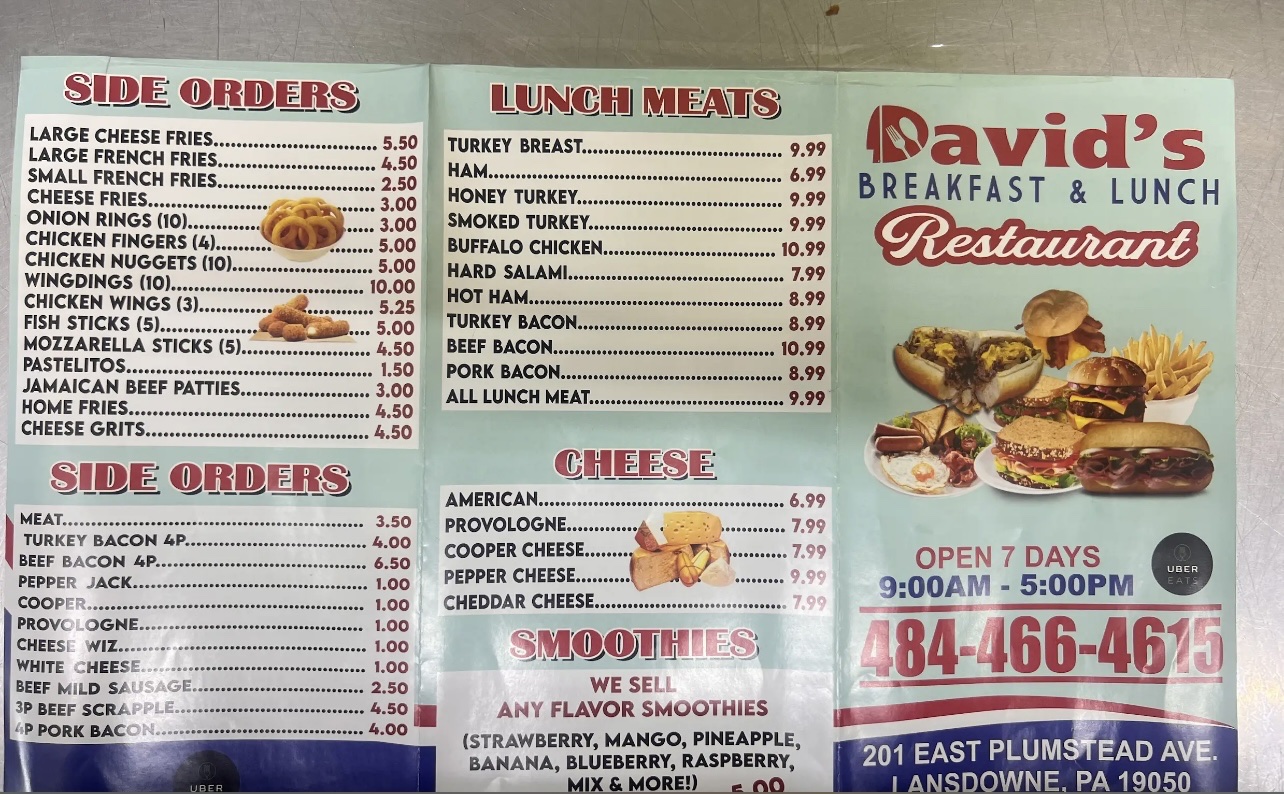 SIDE ORDERS
LARGE CHEESE FRIES 5.50
LARGE FRENCH FRIES 4.50
SMALL FRENCH FRIES 2.50
CHEESE FRIES 3.00
ONION RINGS (10) 3.00
CHICKEN FINGERS (4) 5.00
CHICKEN NUGGETS (10) 5.00
WINGDINGS (10) 10.00
CHICKEN WINGS (3) 5.25
FISH STICKS (5) 5.00
MOZZARELLA STICKS (5) 4.50
PASTELITOS 1.50
JAMAICAN BEEF PATTIES 3.00
HOME FRIES 4.50
CHEESE GRITS 4.50
SIDE ORDERS
MEAT 3.50
TURKEY BACON 4P 4.00
BEEF BACON 4P 6.50
PEPPER JACK 1.00
COOPER 1.00
PROVOLOGNE 1.00
CHEESE WIZ 1.00
WHITE CHEESE 1.00
BEEF MILD SAUSAGE 2.50
3P BEEF SCRAPPLE 4.50
4P PORK BACON 4.00
UBER
LUNCH MEATS
TURKEY BREAST 9.99
HAM 6.99
HONEY TURKEY 9.99
SMOKED TURKEY 9.99
BUFFALO CHICKEN 10.99
HARD SALAMI 7.99
HOT HAM 8.99
TURKEY BACON 8.99
BEEF BACON 10.99
PORK BACON 8.99
ALL LUNCH MEAT 9.99
CHEESE
AMERICAN 6.99
PROVOLOGNE 7.99
COOPER CHEESE 7.99
PEPPER CHEESE 9.99
CHEDDAR CHEESE 7.99
SMOOTHIES
WE SELL
ANY FLAVOR SMOOTHIES
(STRAWBERRY, MANGO, PINEAPPLE,
BANANA, BLUEBERRY, RASPBERRY,
MIX & MORE!) 5.00
David's
BREAKFAST & LUNCH
Restaurant
OPEN 7 DAYS
9:00AM - 5:00PM
UBER
EATS
484-466-4615
201 EAST PLUMSTEAD AVE.
LANSDOWNE, PA 19050